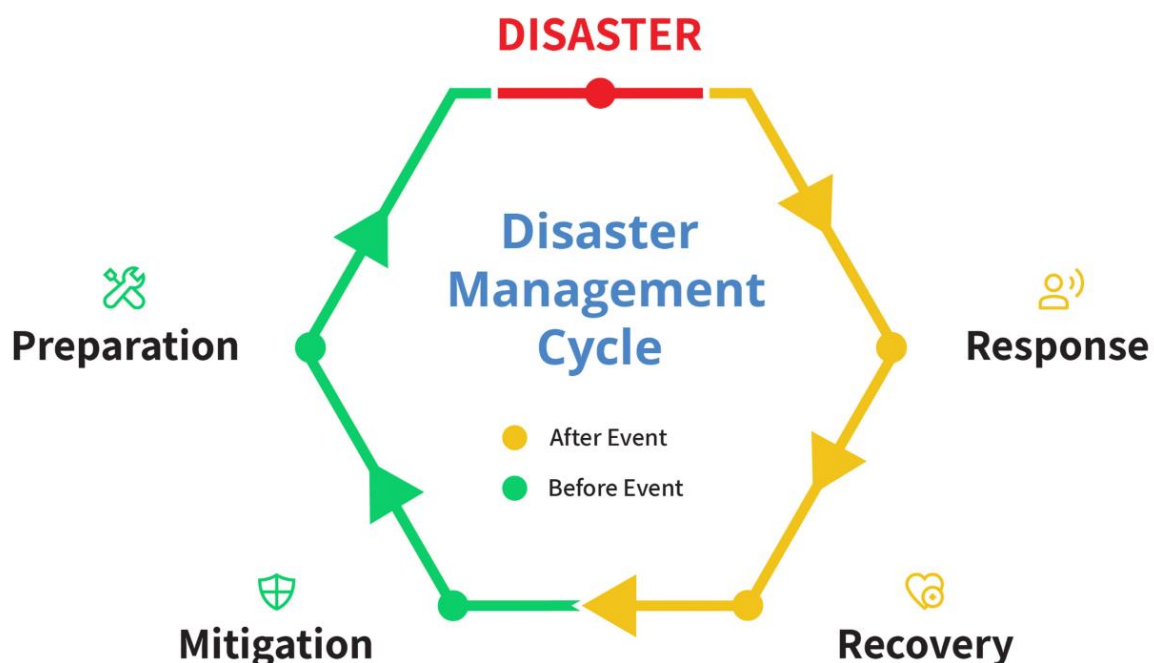 DISASTER
Disaster
Management
Cycle
Preparation
Response
After Event
Before Event
Mitigation
Recovery